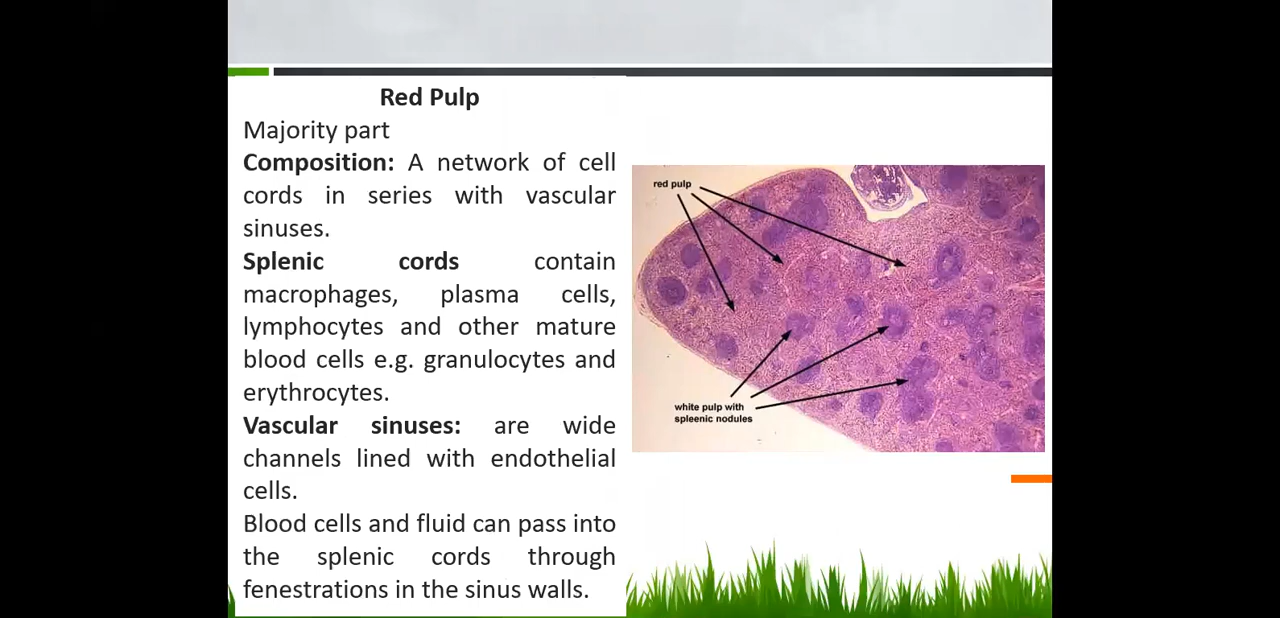 Red Pulp
Majority part
Composition: A network of cell
cords in series with vascular
sinuses.
Splenic cords contain
macrophages, plasma cells,
lymphocytes and other mature
blood cells e.g. granulocytes and
erythrocytes.
Vascular sinuses: are wide
channels lined with endothelial
cells.
Blood cells and fluid can pass into
the splenic cords through
fenestrations in the sinus walls.
red pulp
white pulp with
spleenic nodules